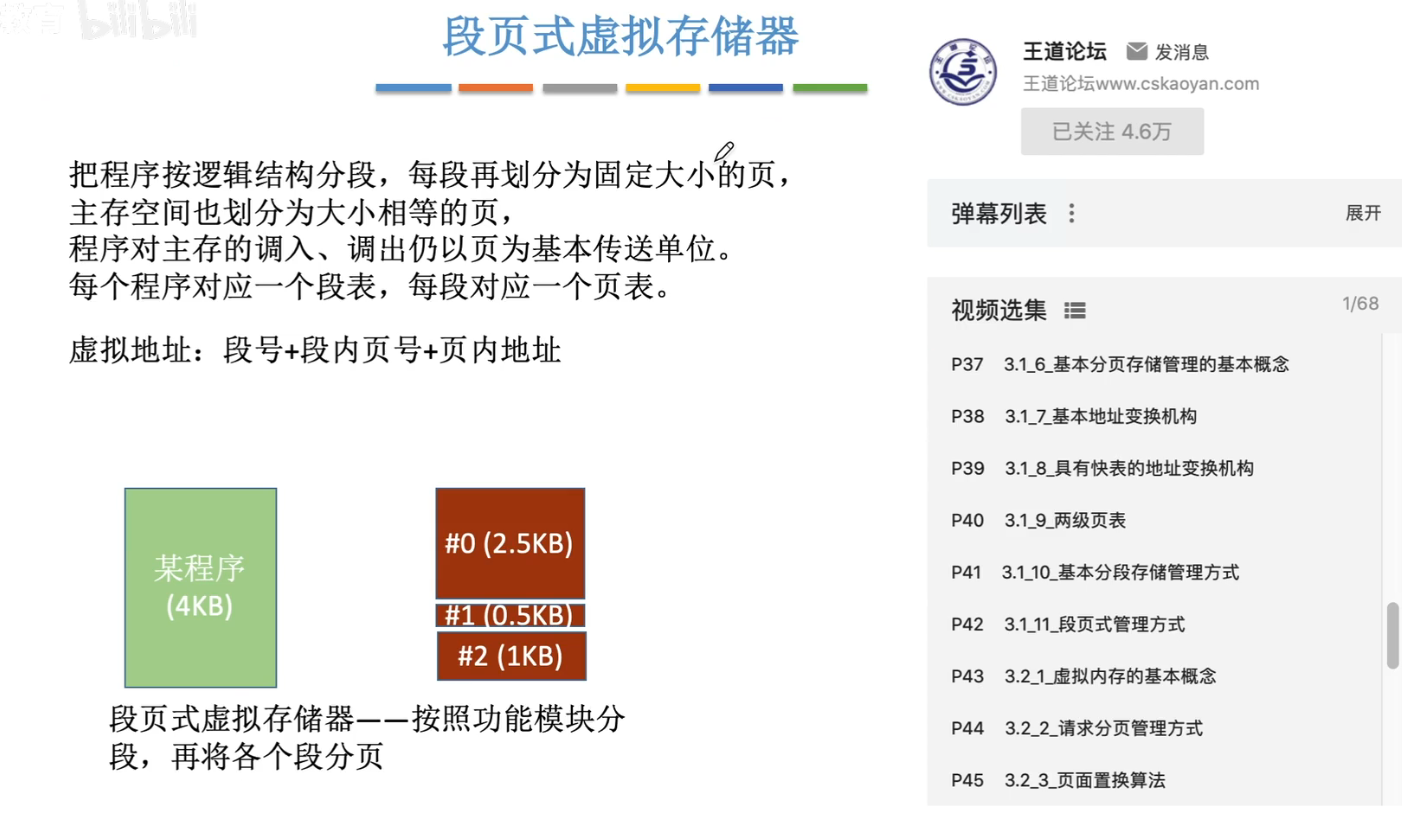 教育 bilibili
段页式虚拟存储器
把程序按逻辑结构分段，每段再划分为固定大小的页，
主存空间也划分为大小相等的页，
程序对主存的调入、调出仍以页为基本传送单位。
每个程序对应一个段表，每段对应一个页表。
虚拟地址：段号+段内页号+页内地址
某程序
(4KB)
#0 (2.5KB)
#1 (0.5KB)
#2 (1KB)
段页式虚拟存储器——按照功能模块分
段，再将各个段分页
王道论坛 发消息
王道论坛www.cskaoyan.com
已关注 4.6万
弹幕列表 展开
视频选集 1/68
P37 3.1_6_基本分页存储管理的基本概念
P38 3.1_7_基本地址变换机构
P39 3.1_8_具有快表的地址变换机构
P40 3.1_9_两级页表
P41 3.1_10_基本分段存储管理方式
P42 3.1_11_段页式管理方式
P43 3.2_1_虚拟内存的基本概念
P44 3.2_2_请求分页管理方式
P45 3.2_3_页面置换算法